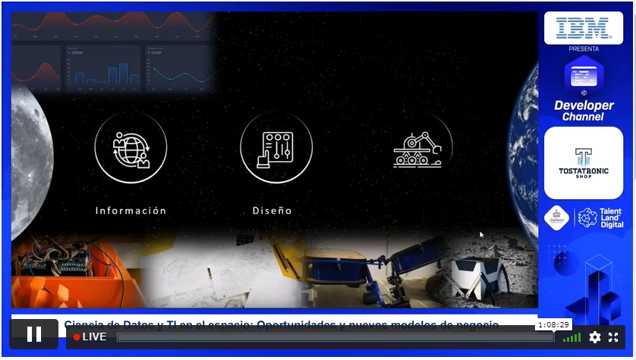 IBM
PRESENTA
Developer
Channel
TOSTATRONIC
SHOP
Talent
Land
Digital
Información
Diseño
Ciencia de Datos y TI en el espacio: Oportunidades y nuevos modelos de negocio
1:08:29
LIVE